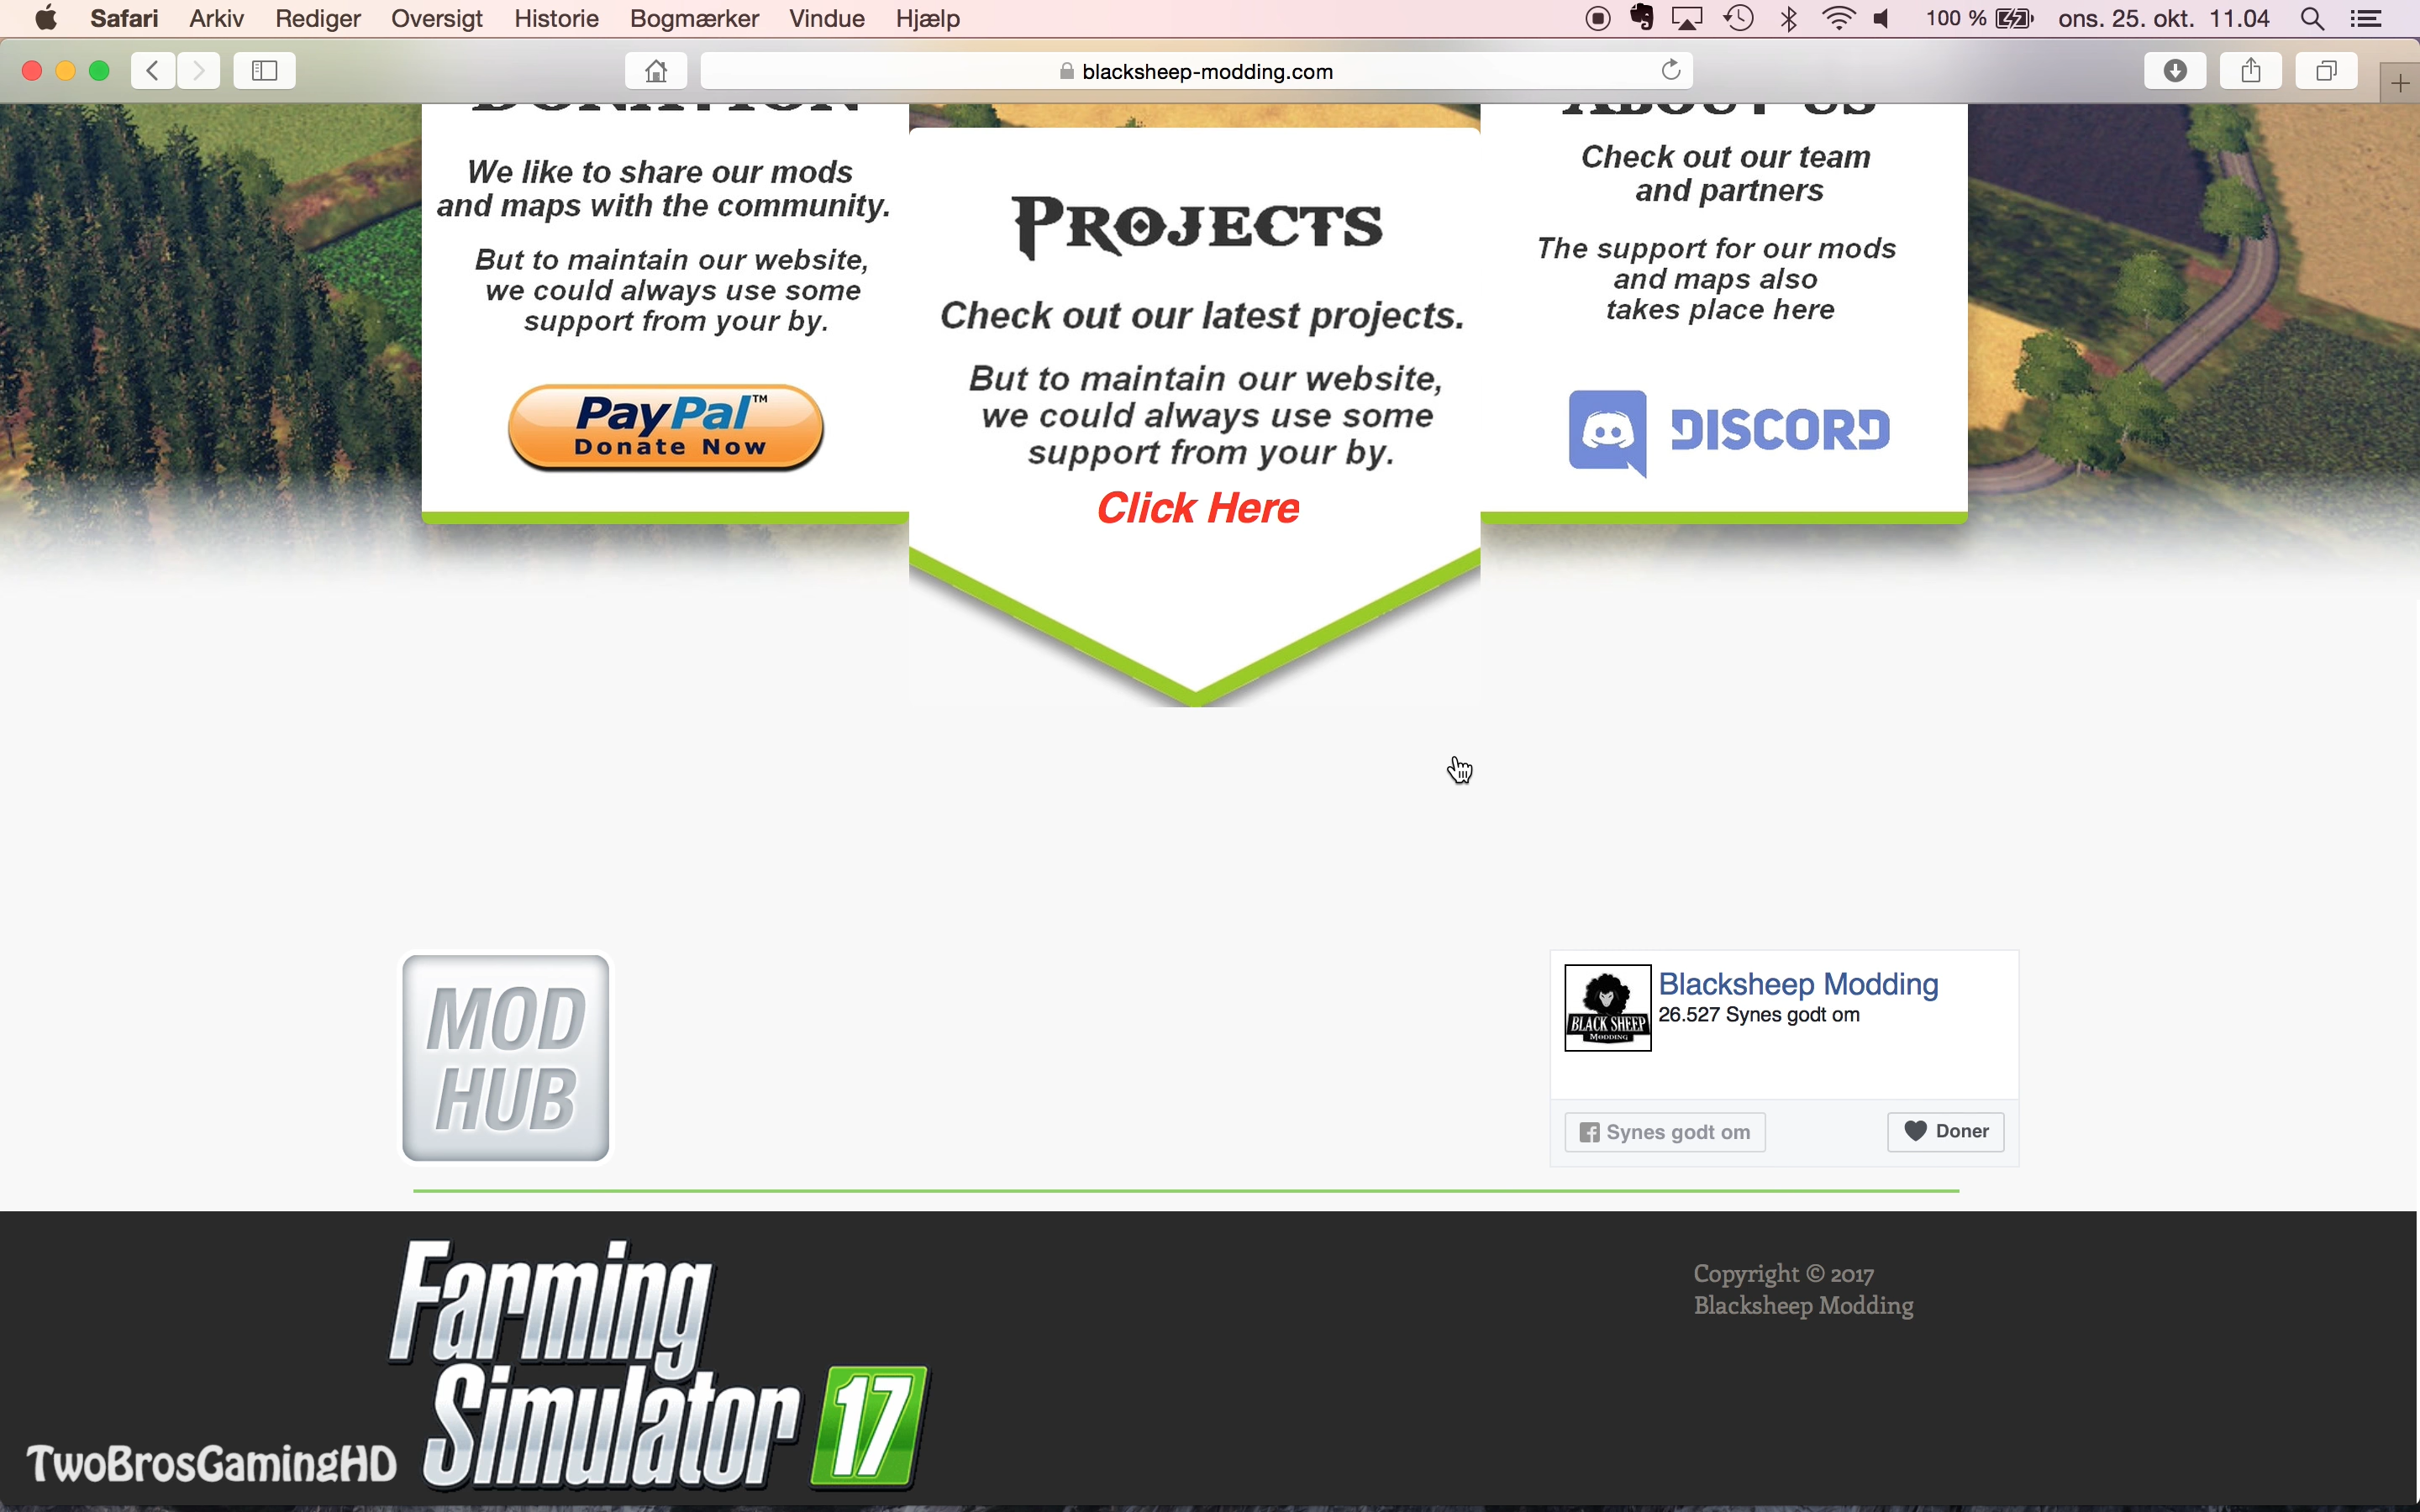 Safari Arkiv Rediger Oversigt Historie Bogmærker Vindue Hjælp 100 % ons. 25. okt. 11.04
blacksheep-modding.com
DONATION
We like to share our mods
and maps with the community.
But to maintain our website,
we could always use some
support from your by.
PayPal™
Donate Now
PROJECTS
Check out our latest projects.
But to maintain our website,
we could always use some
support from your by.
Click Here
ABOUT US
Check out our team
and partners
The support for our mods
and maps also
takes place here
DISCORD
MOD
HUB
BLACK SHEEP
MODDING
Blacksheep Modding
26.527 Synes godt om
Synes godt om
Doner
Farming
Simulator 17
Copyright © 2017
Blacksheep Modding
TwoBrosGamingHD